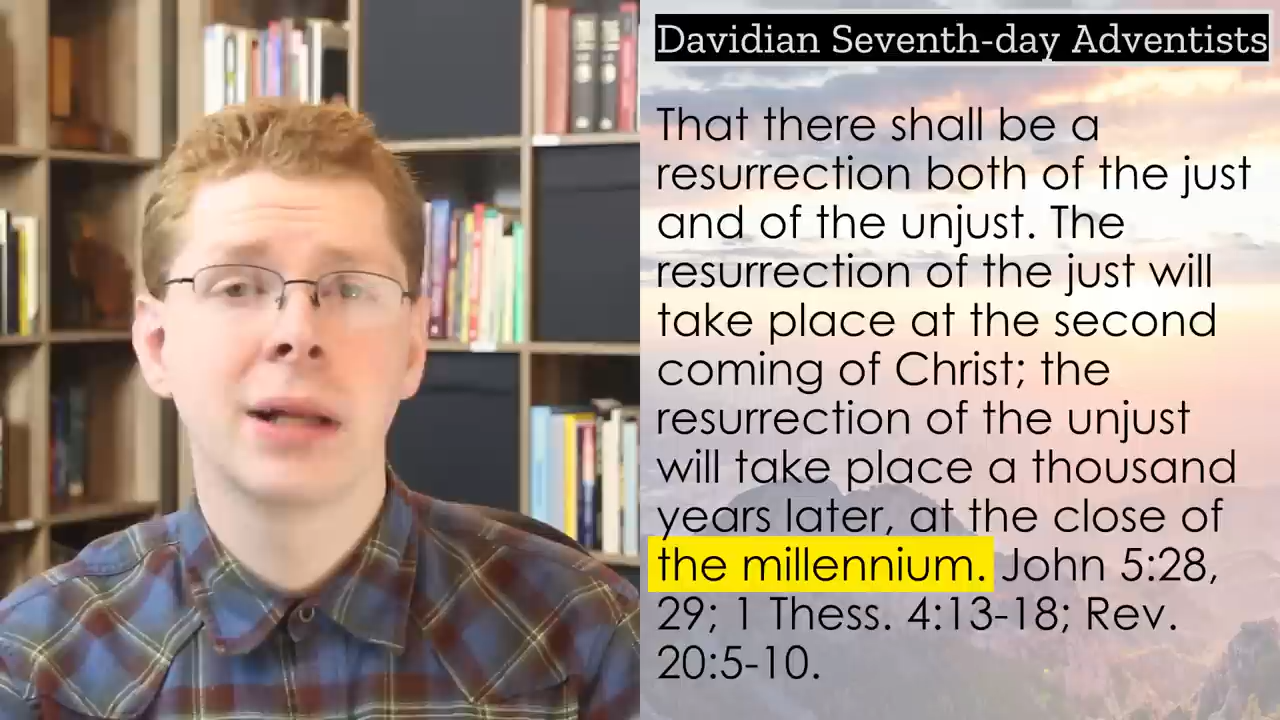 Davidian Seventh-day Adventists
That there shall be a
resurrection both of the just
and of the unjust. The
resurrection of the just will
take place at the second
coming of Christ; the
resurrection of the unjust
will take place a thousand
years later, at the close of
the millennium. John 5:28,
29; 1 Thess. 4:13-18; Rev.
20:5-10.